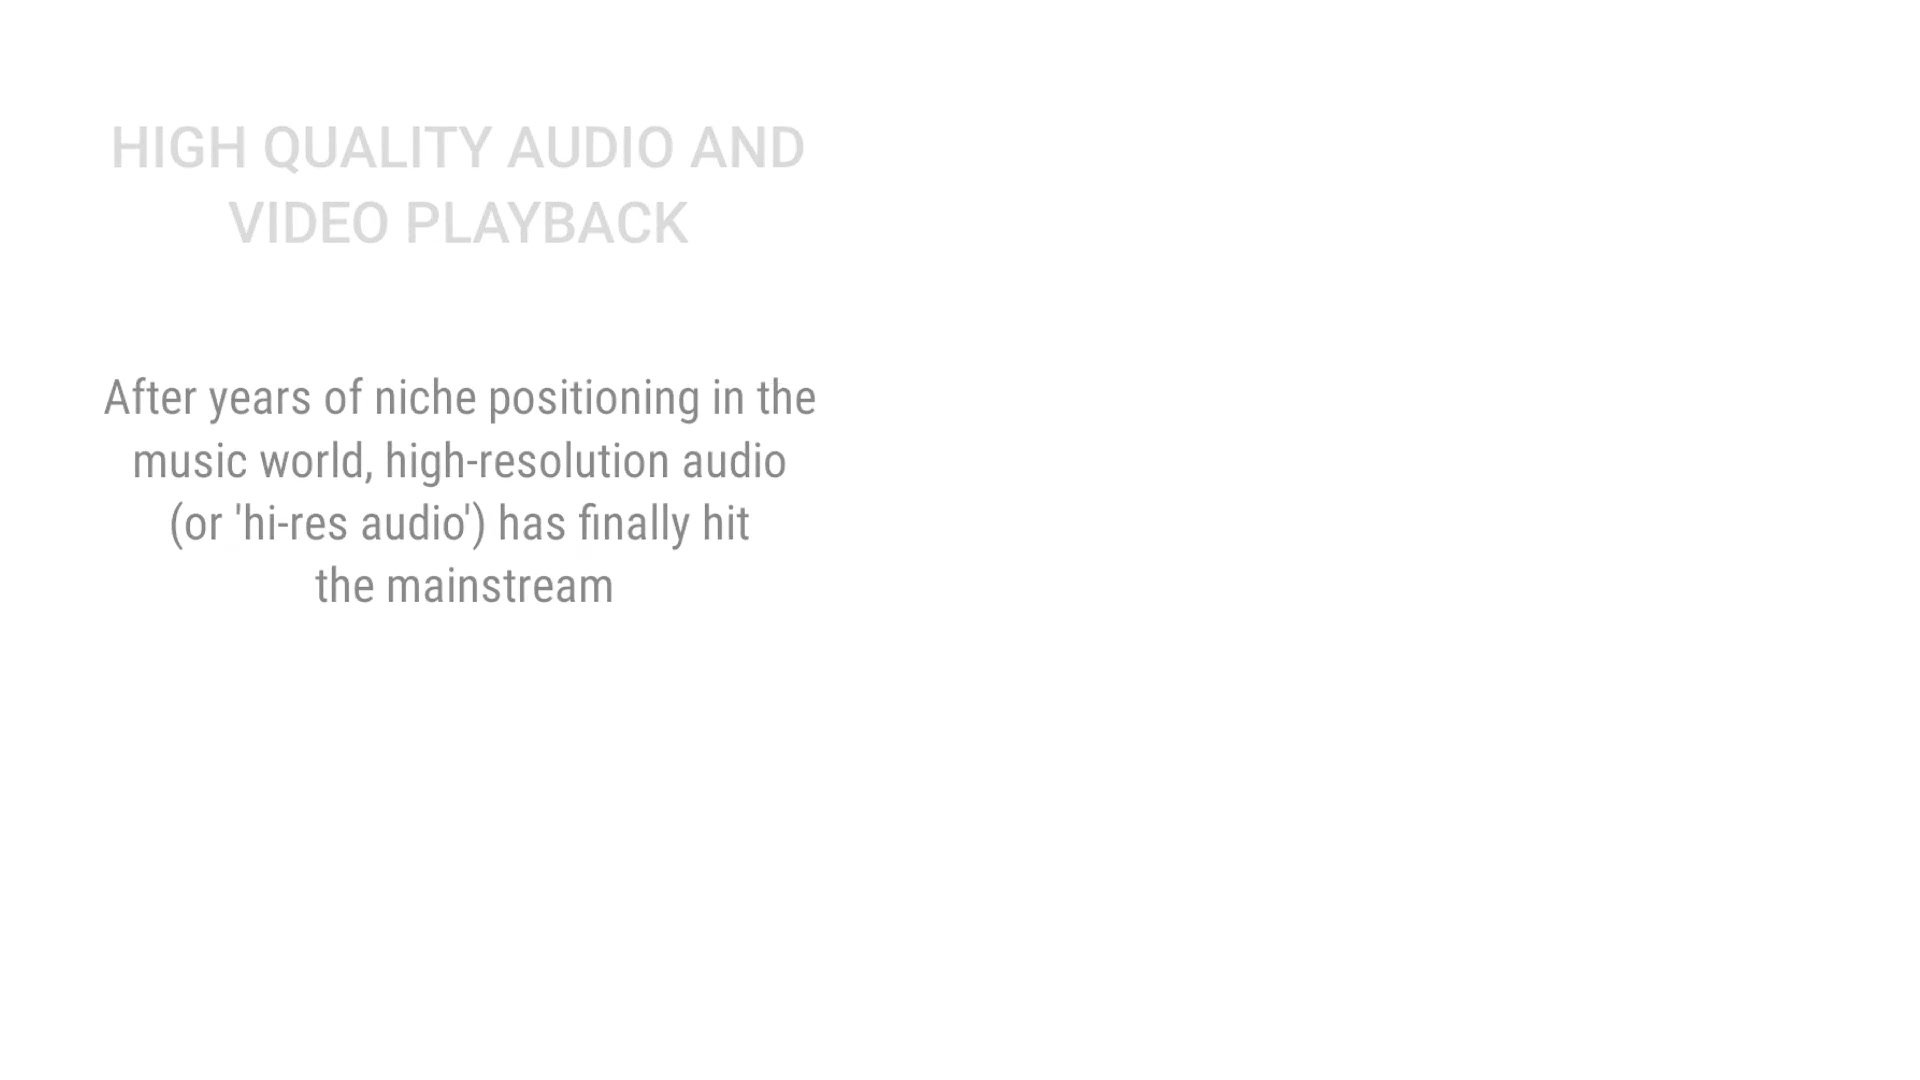 HIGH QUALITY AUDIO AND
VIDEO PLAYBACK
After years of niche positioning in the
music world, high-resolution audio
(or 'hi-res audio') has finally hit
the mainstream